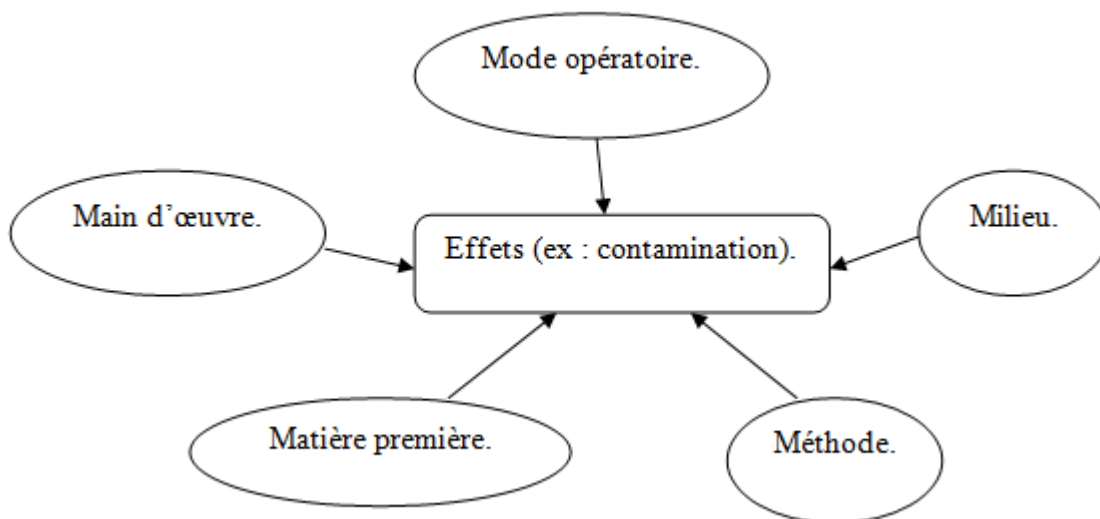 Mode opératoire.
Main d’œuvre.
Milieu.
Effets (ex : contamination).
Matière première.
Méthode.